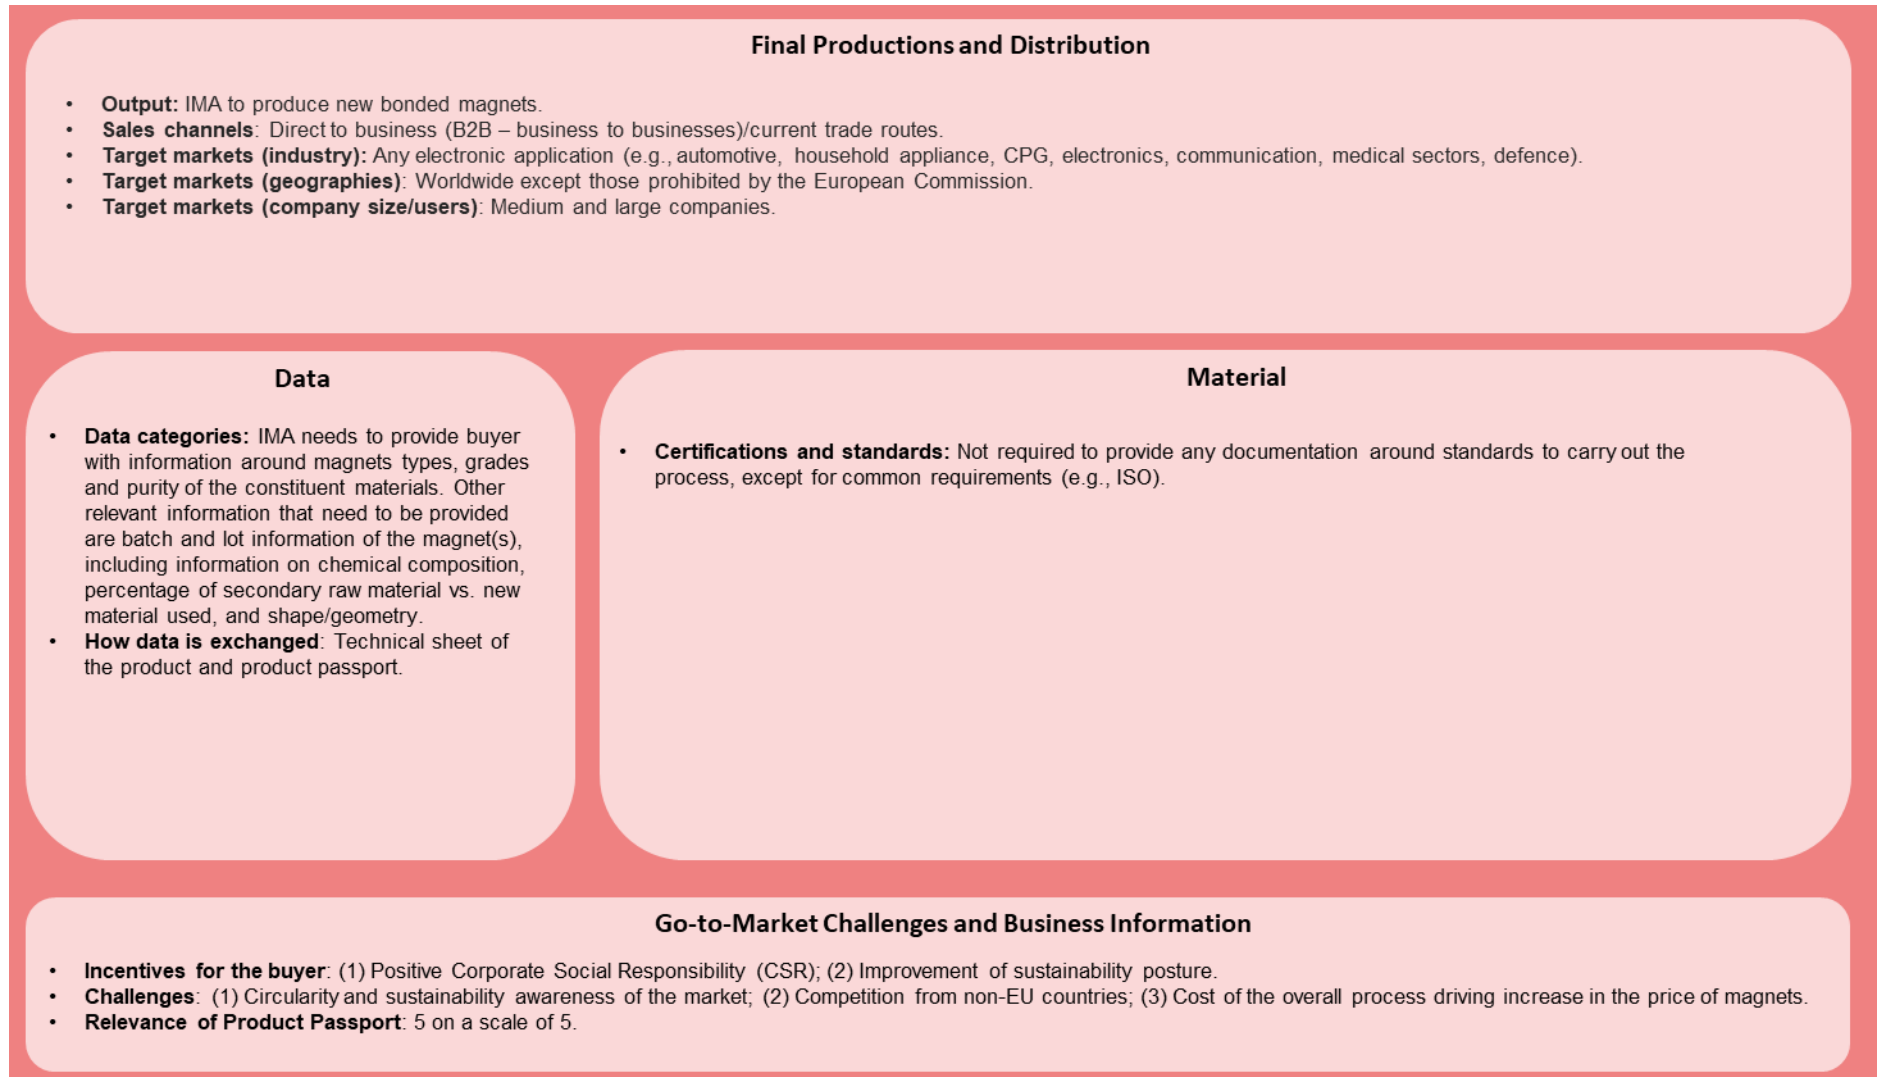 Final Productions and Distribution
• Output: IMA to produce new bonded magnets.
• Sales channels: Direct to business (B2B – business to businesses)/current trade routes.
• Target markets (industry): Any electronic application (e.g., automotive, household appliance, CPG, electronics, communication, medical sectors, defence).
• Target markets (geographies): Worldwide except those prohibited by the European Commission.
• Target markets (company size/users): Medium and large companies.
Data
• Data categories: IMA needs to provide buyer
with information around magnets types, grades
and purity of the constituent materials. Other
relevant information that need to be provided
are batch and lot information of the magnet(s),
including information on chemical composition,
percentage of secondary raw material vs. new
material used, and shape/geometry.
• How data is exchanged: Technical sheet of
the product and product passport.
Material
• Certifications and standards: Not required to provide any documentation around standards to carry out the
process, except for common requirements (e.g., ISO).
Go-to-Market Challenges and Business Information
• Incentives for the buyer: (1) Positive Corporate Social Responsibility (CSR); (2) Improvement of sustainability posture.
• Challenges: (1) Circularity and sustainability awareness of the market; (2) Competition from non-EU countries; (3) Cost of the overall process driving increase in the price of magnets.
• Relevance of Product Passport: 5 on a scale of 5.